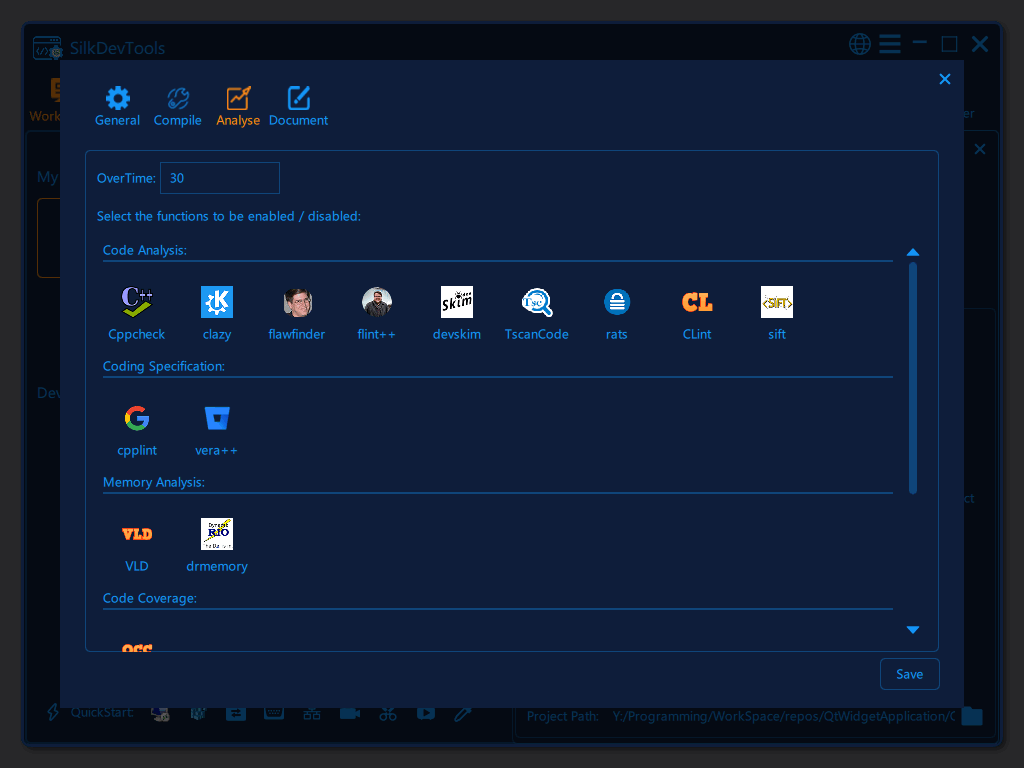 SilkDevTools
Work
er
General Compile Analyse Document
OverTime: 30
My
Select the functions to be enabled / disabled:
Code Analysis:
Cppcheck clazy flawfinder flint++ devskim TscanCode rats CLint sift
Coding Specification:
Dev
cpplint vera++
Memory Analysis:
ct
VLD drmemory
Code Coverage:
Save
QuickStart:
Project Path: Y:/Programming/WorkSpace/repos/QtWidgetApplication/C